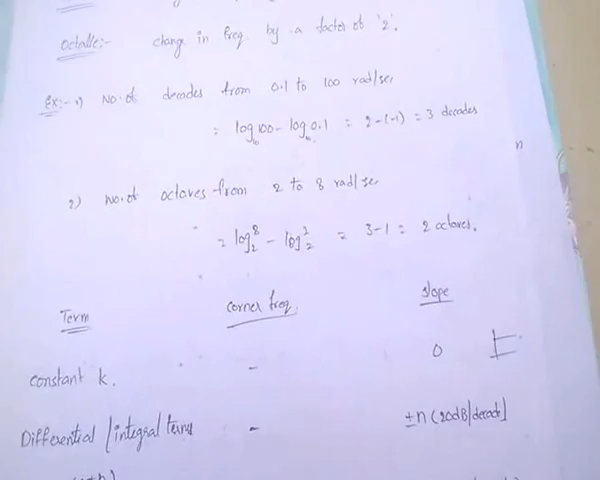 Octave:- change in freq by a factor of '2'.
Ex:- 1) No. of decades from 0.1 to 100 rad/sec
= log₁₀100 - log₁₀0.1 = 2-(-1) = 3 decades
n
2) No. of octaves from 2 to 8 rad/sec
= log₂8 - log₂2 = 3-1 = 2 octaves.
Term corner freq. slope
constant k. - 0
Differential / integral terms - ±n (20dB/decade]